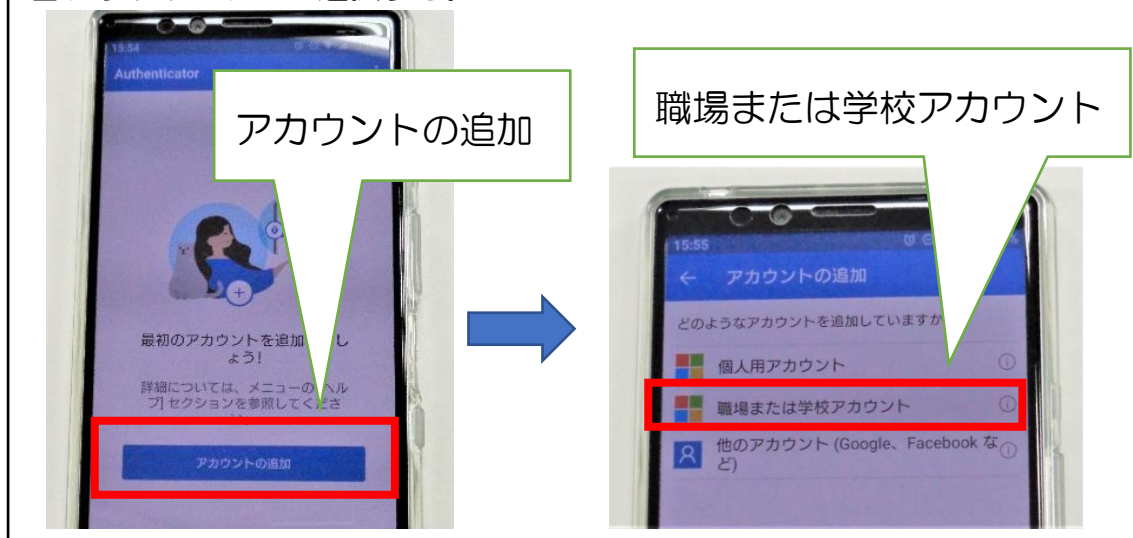 アカウントの追加
職場または学校アカウント
15:54
Authenticator
最初のアカウントを追加 し
ょう!
詳細については、メニューの ヘル
プ] セクションを参照してくださ
アカウントの追加
15:55
アカウントの追加
どのようなアカウントを追加していますか
個人用アカウント
職場または学校アカウント
他のアカウント (Google、Facebook な
ど)